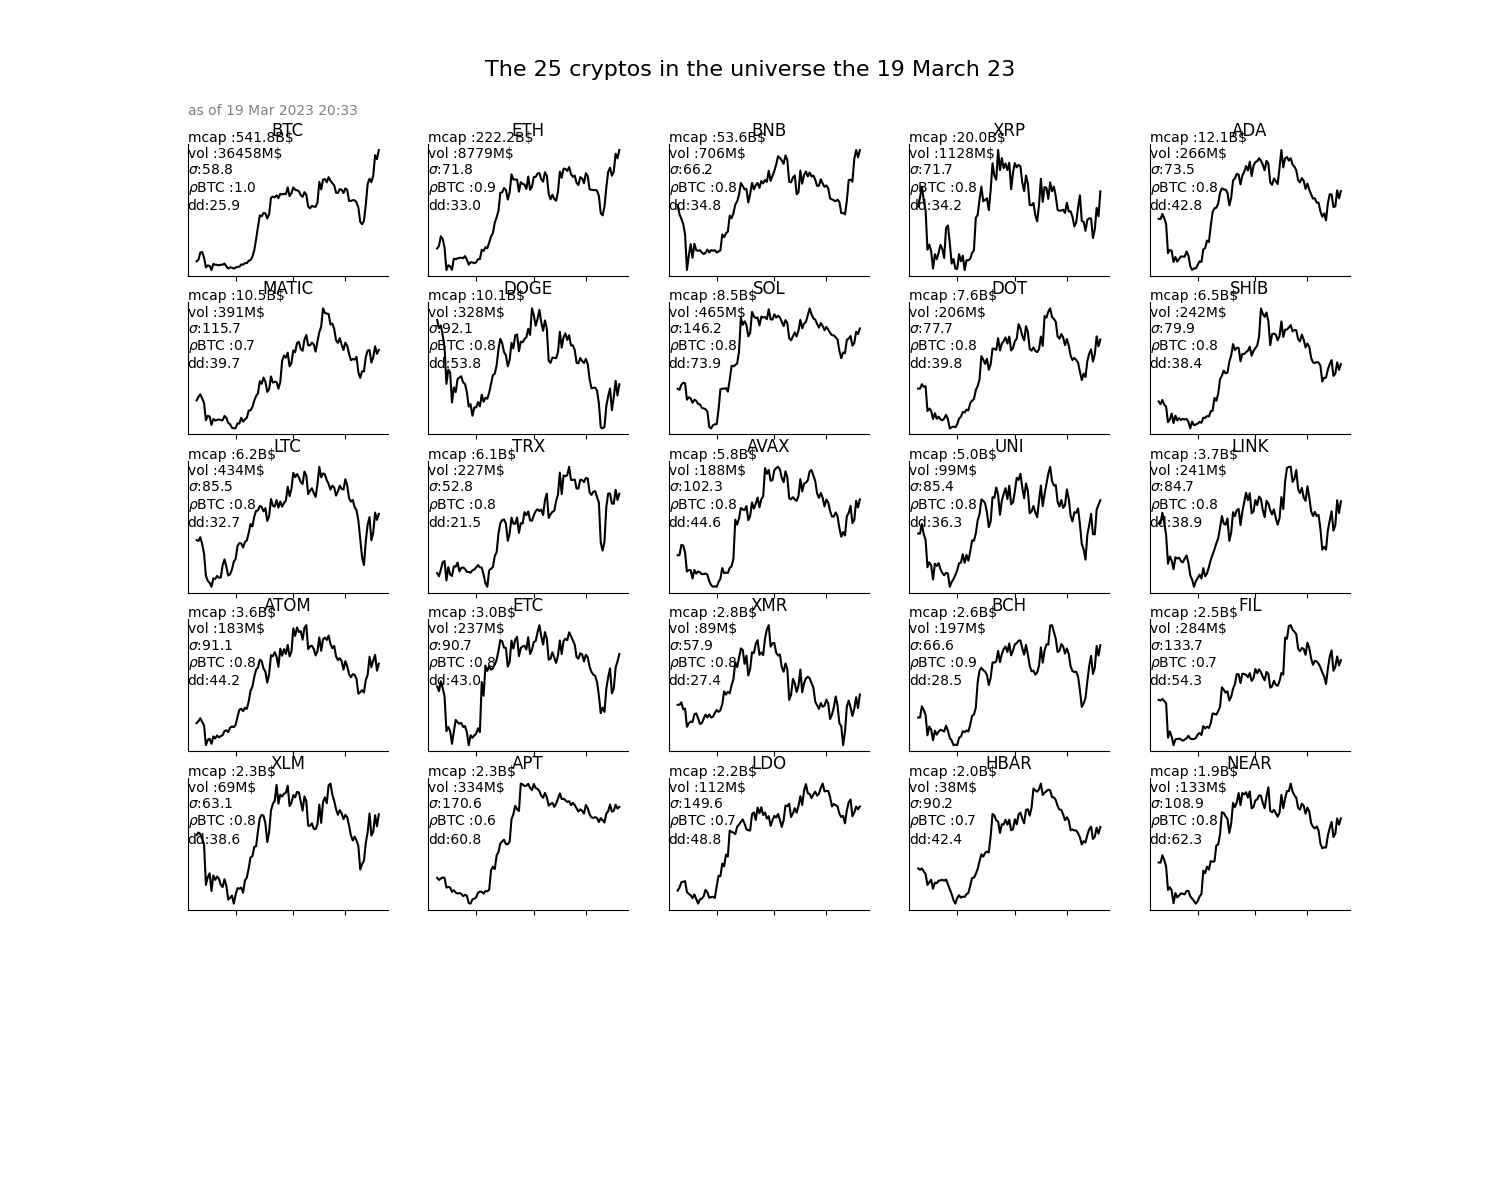 The 25 cryptos in the universe the 19 March 23
as of 19 Mar 2023 20:33
BTC
mcap :541.8B$
vol :36458M$
σ:58.8
ρBTC :1.0
dd:25.9
ETH
mcap :222.2B$
vol :8779M$
σ:71.8
ρBTC :0.9
dd:33.0
BNB
mcap :53.6B$
vol :706M$
σ:66.2
ρBTC :0.8
dd:34.8
XRP
mcap :20.0B$
vol :1128M$
σ:71.7
ρBTC :0.8
dd:34.2
ADA
mcap :12.1B$
vol :266M$
σ:73.5
ρBTC :0.8
dd:42.8
MATIC
mcap :10.5B$
vol :391M$
σ:115.7
ρBTC :0.7
dd:39.7
DOGE
mcap :10.1B$
vol :328M$
σ:92.1
ρBTC :0.8
dd:53.8
SOL
mcap :8.5B$
vol :465M$
σ:146.2
ρBTC :0.8
dd:73.9
DOT
mcap :7.6B$
vol :206M$
σ:77.7
ρBTC :0.8
dd:39.8
SHIB
mcap :6.5B$
vol :242M$
σ:79.9
ρBTC :0.8
dd:38.4
LTC
mcap :6.2B$
vol :434M$
σ:85.5
ρBTC :0.8
dd:32.7
TRX
mcap :6.1B$
vol :227M$
σ:52.8
ρBTC :0.8
dd:21.5
AVAX
mcap :5.8B$
vol :188M$
σ:102.3
ρBTC :0.8
dd:44.6
UNI
mcap :5.0B$
vol :99M$
σ:85.4
ρBTC :0.8
dd:36.3
LINK
mcap :3.7B$
vol :241M$
σ:84.7
ρBTC :0.8
dd:38.9
ATOM
mcap :3.6B$
vol :183M$
σ:91.1
ρBTC :0.8
dd:44.2
ETC
mcap :3.0B$
vol :237M$
σ:90.7
ρBTC :0.8
dd:43.0
XMR
mcap :2.8B$
vol :89M$
σ:57.9
ρBTC :0.8
dd:27.4
BCH
mcap :2.6B$
vol :197M$
σ:66.6
ρBTC :0.9
dd:28.5
FIL
mcap :2.5B$
vol :284M$
σ:133.7
ρBTC :0.7
dd:54.3
XLM
mcap :2.3B$
vol :69M$
σ:63.1
ρBTC :0.8
dd:38.6
APT
mcap :2.3B$
vol :334M$
σ:170.6
ρBTC :0.6
dd:60.8
LDO
mcap :2.2B$
vol :112M$
σ:149.6
ρBTC :0.7
dd:48.8
HBAR
mcap :2.0B$
vol :38M$
σ:90.2
ρBTC :0.7
dd:42.4
NEAR
mcap :1.9B$
vol :133M$
σ:108.9
ρBTC :0.8
dd:62.3